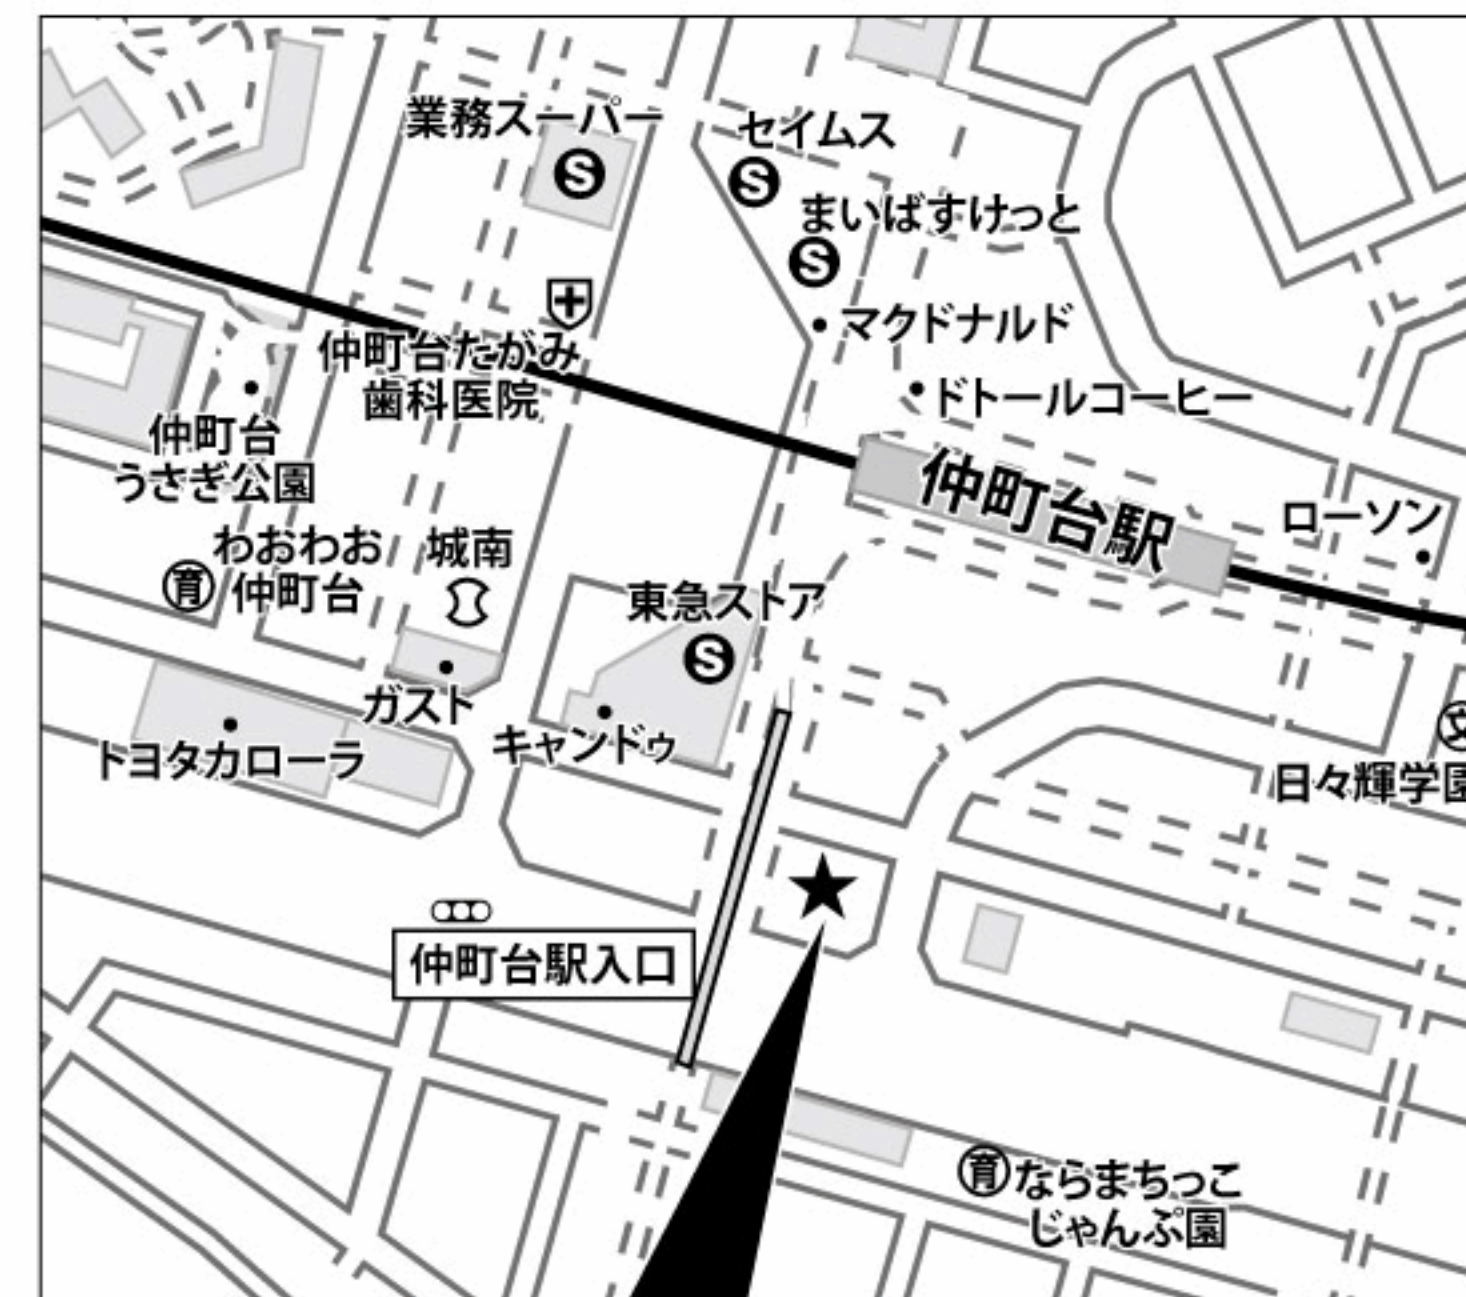 業務スーパー
S
セイムス
S
まいばすけっと
S
マクドナルド
仲町台たがみ
歯科医院
ドトールコーヒー
仲町台
うさぎ公園
仲町台駅
ローソン
わおわお
育 仲町台
城南
東急ストア
S
ガスト
キャンドゥ
トヨタカローラ
文
日々輝学園
仲町台駅入口
育 ならまちっこ
じゃんぷ園